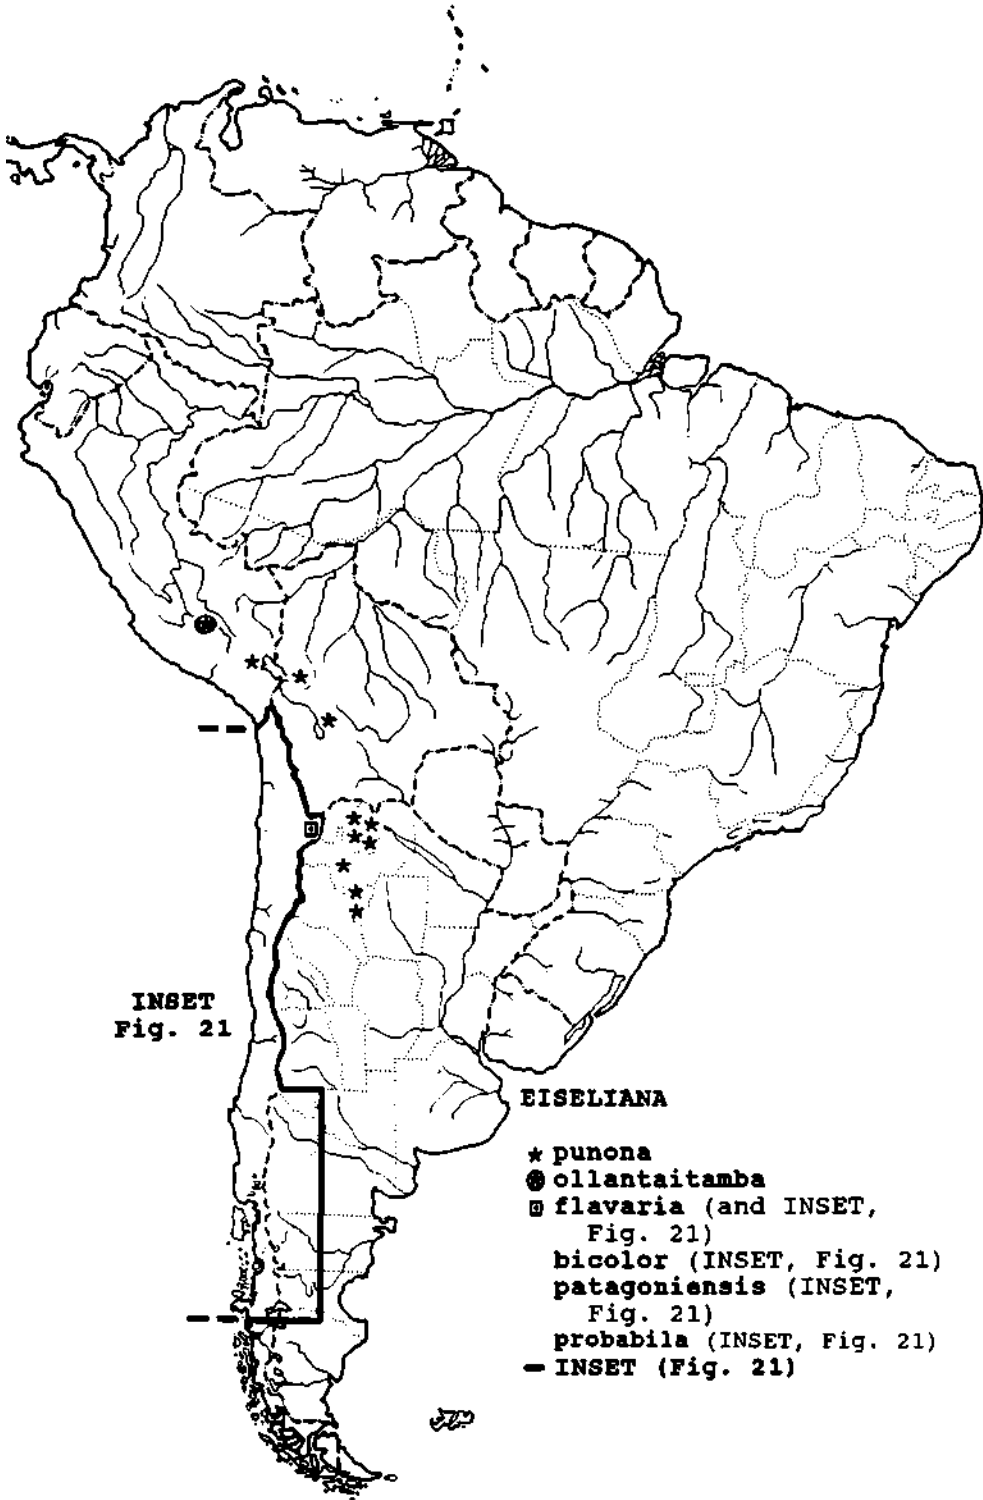 INSET
Fig. 21
EISELIANA
★ punona
ollantaitamba
flavaria (and INSET,
Fig. 21)
bicolor (INSET, Fig. 21)
patagoniensis (INSET,
Fig. 21)
probabila (INSET, Fig. 21)
— INSET (Fig. 21)